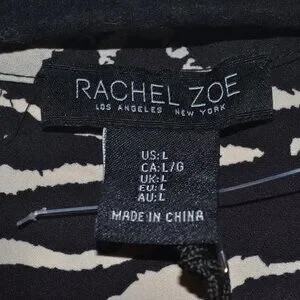 RACHEL ZOE
LOS ANGELES NEW YORK
US: L
CA: L/G
UK: L
EU: L
AU: L
MADE IN CHINA